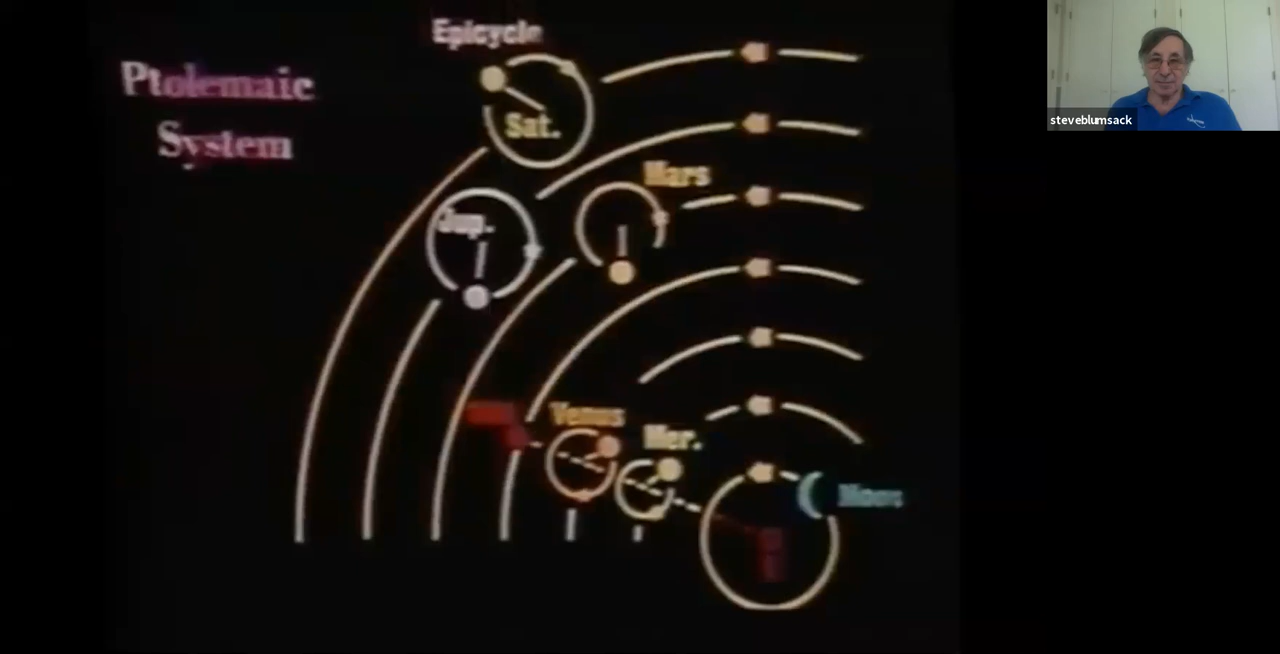 Epicycle
Ptolemaic
System
Sat.
Mars
Jup.
Venus
Mer.
Moon
steveblumsack